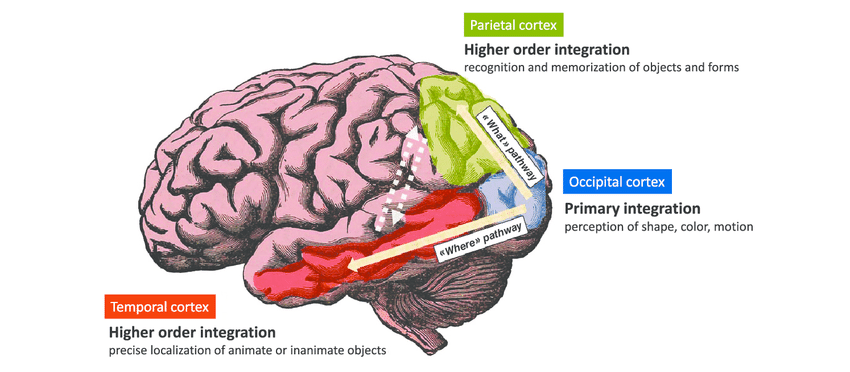 Parietal cortex
Higher order integration
recognition and memorization of objects and forms
«What» pathway
Occipital cortex
Primary integration
perception of shape, color, motion
«Where» pathway
Temporal cortex
Higher order integration
precise localization of animate or inanimate objects